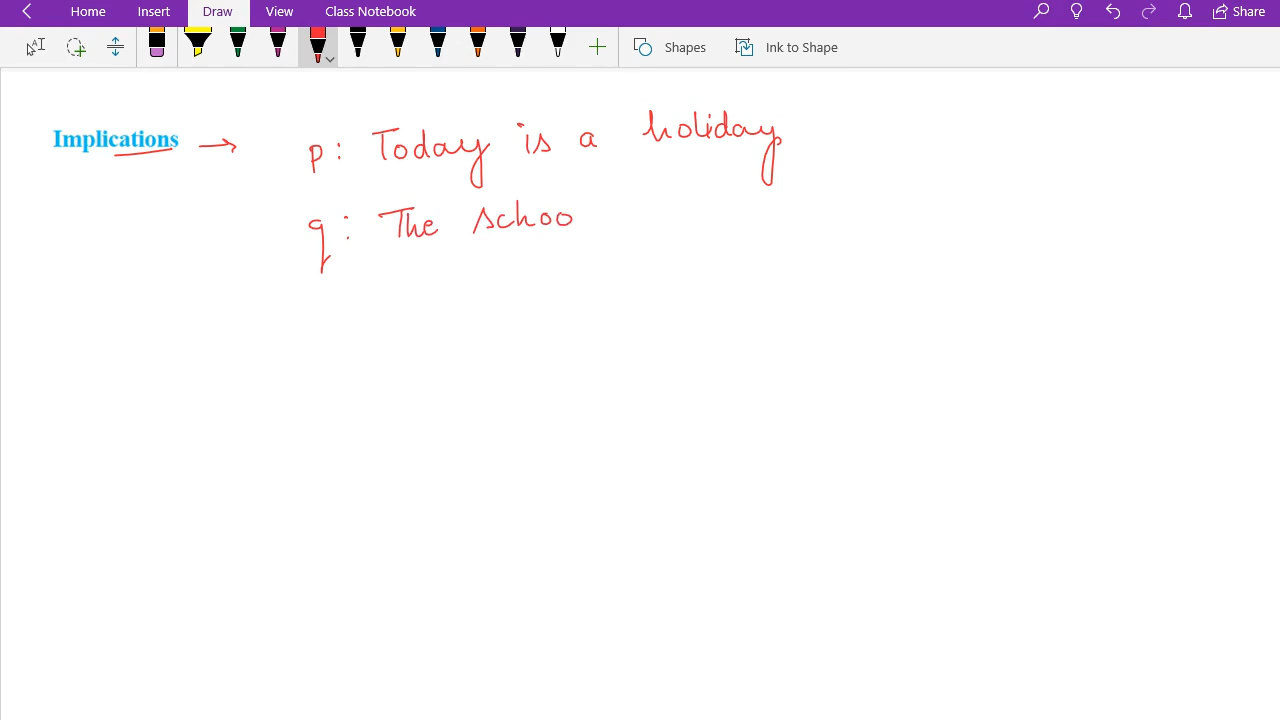 Home Insert Draw View Class Notebook Share
Shapes Ink to Shape
Implications → p: Today is a holiday
q: The schoo